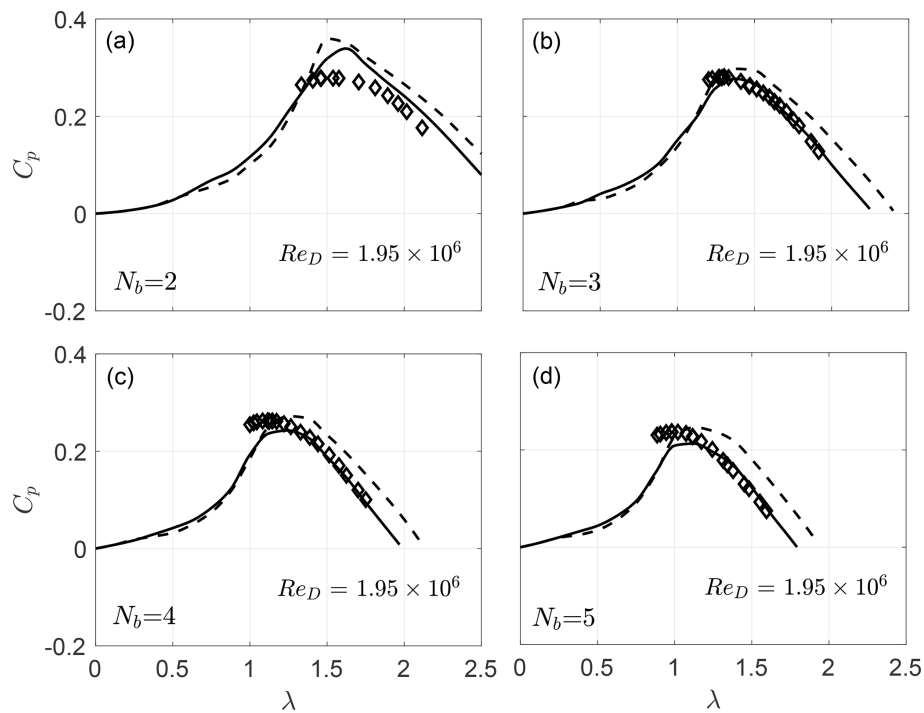 (a)
0.4
0.2
0
-0.2
C_p
Re_D = 1.95 × 10^6
N_b=2
(b)
Re_D = 1.95 × 10^6
N_b=3
(c)
0.4
0.2
0
-0.2
C_p
Re_D = 1.95 × 10^6
N_b=4
0 0.5 1 1.5 2 2.5
λ
(d)
Re_D = 1.95 × 10^6
N_b=5
0 0.5 1 1.5 2 2.5
λ